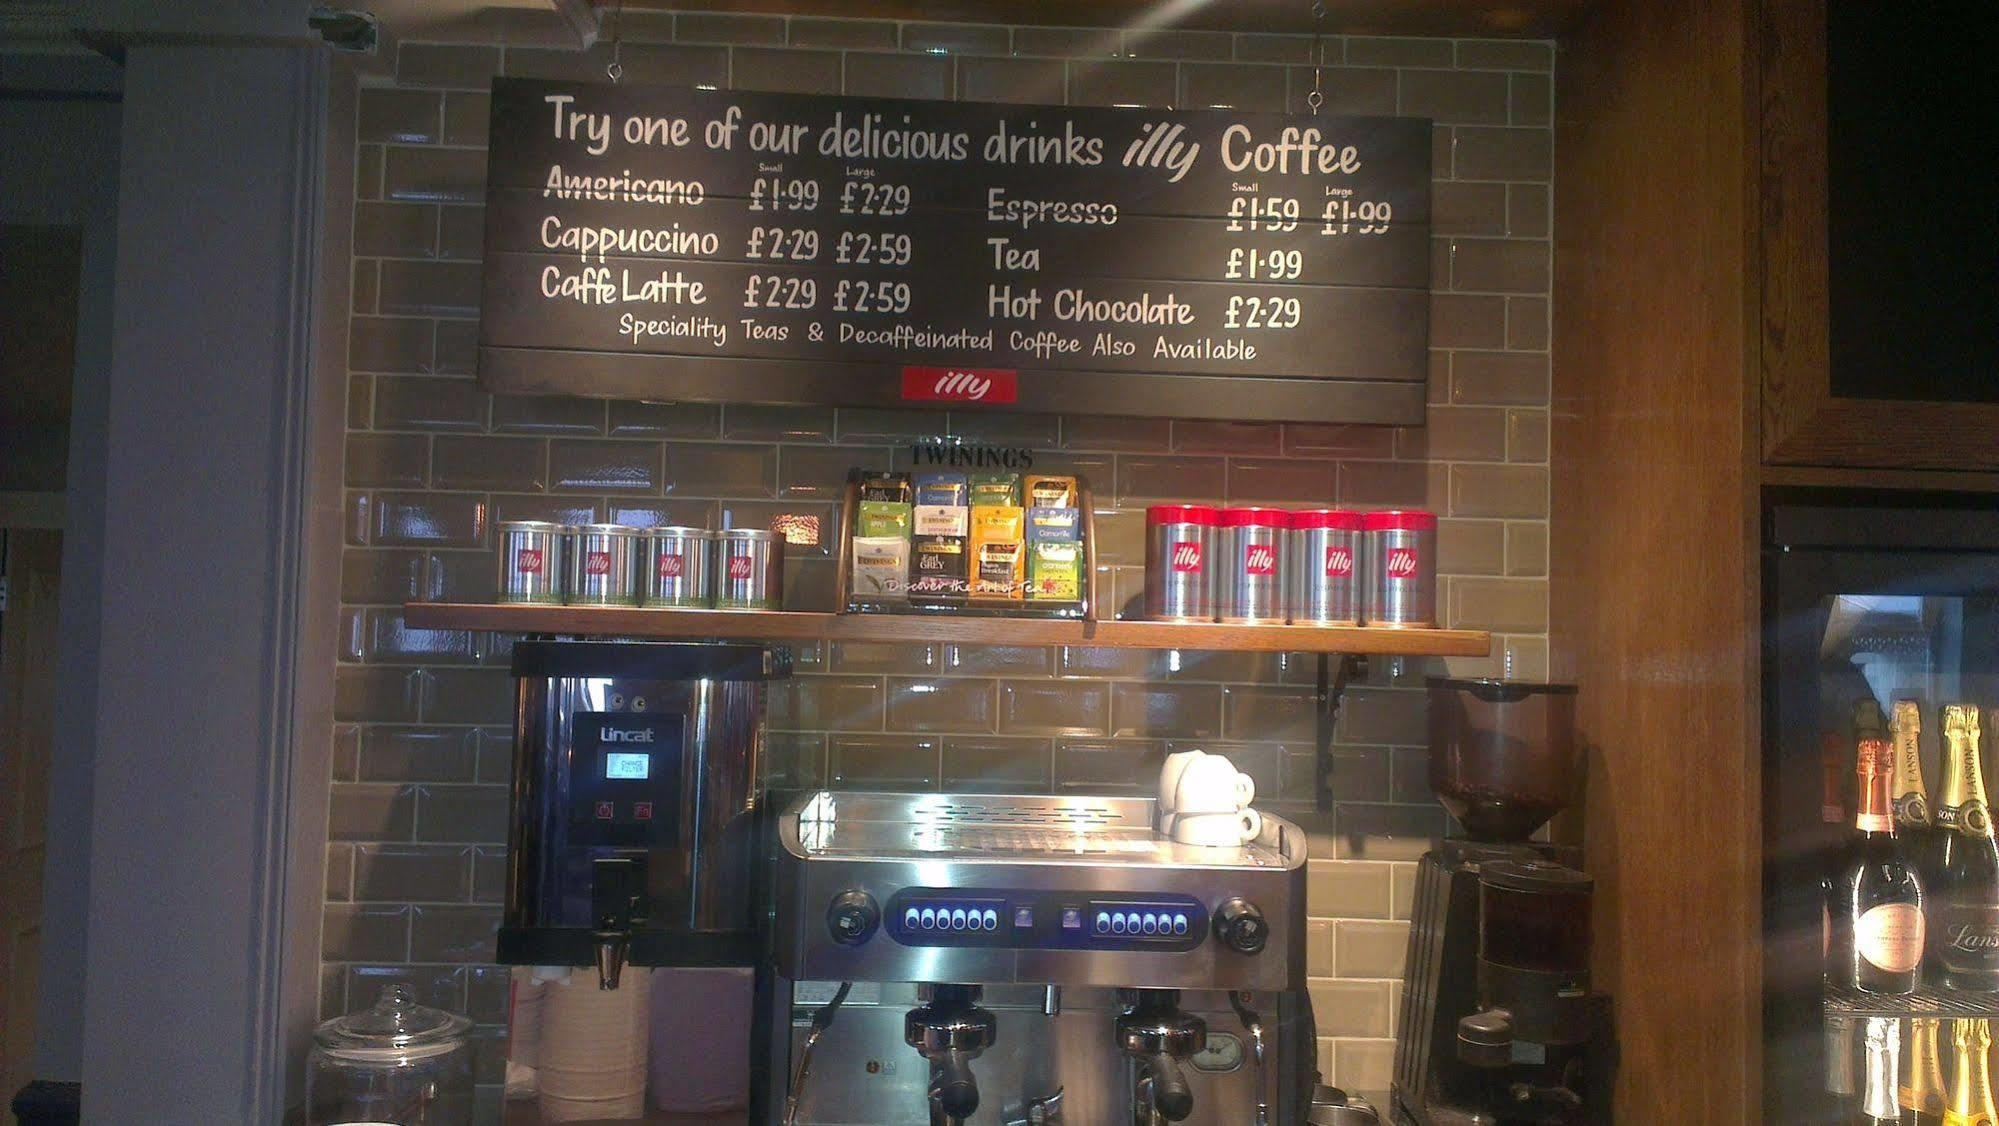 Try one of our delicious drinks illy Coffee
Small Large
Americano £1.99 £2.29
Cappuccino £2.29 £2.59
Caffe Latte £2.29 £2.59
Small Large
Espresso £1.59 £1.99
Tea £1.99
Hot Chocolate £2.29
Speciality Teas & Decaffeinated Coffee Also Available
illy
TWININGS
Earl GREY
Discover the Art of Tea
illy
illy
illy
illy
illy
illy
illy
illy
Lincat
CHANGE
FILTER
LANSON
LANSON